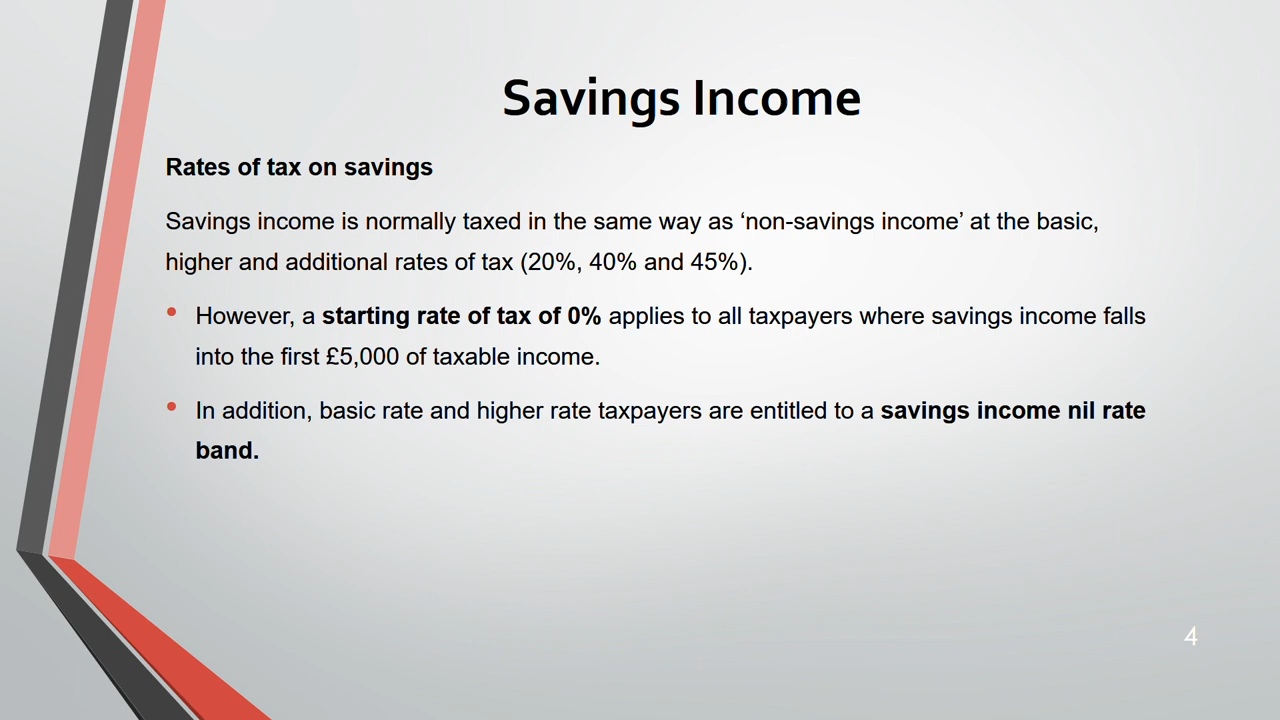 Savings Income
Rates of tax on savings
Savings income is normally taxed in the same way as ‘non-savings income’ at the basic,
higher and additional rates of tax (20%, 40% and 45%).
• However, a starting rate of tax of 0% applies to all taxpayers where savings income falls
into the first £5,000 of taxable income.
• In addition, basic rate and higher rate taxpayers are entitled to a savings income nil rate
band.
4